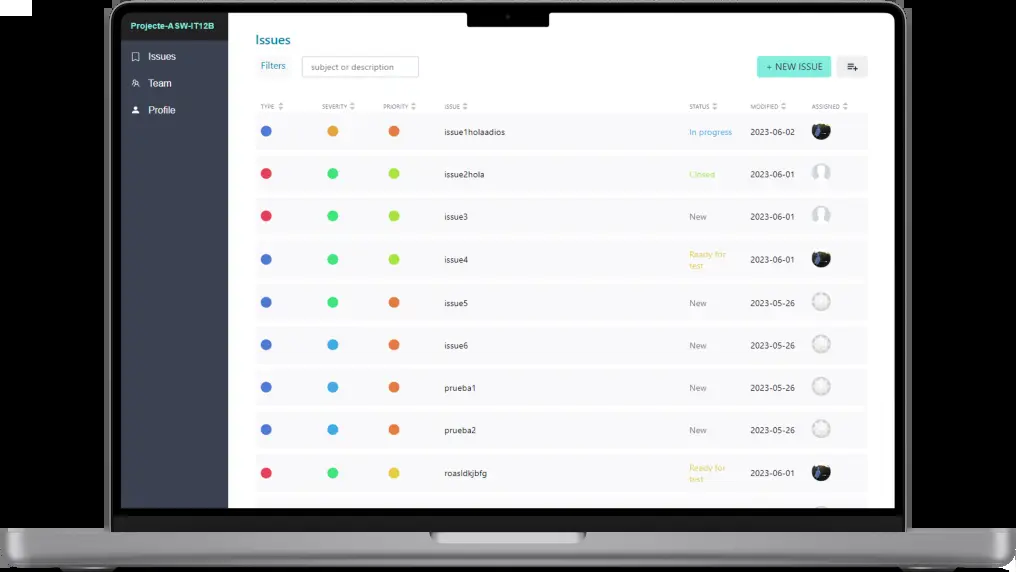 Projecte-ASW-IT12B
Issues
Team
Profile
Issues
Filters
subject or description
+ NEW ISSUE
TYPE SEVERITY PRIORITY ISSUE STATUS MODIFIED ASSIGNED
issue1holaadios In progress 2023-06-02
issue2hola Closed 2023-06-01
issue3 New 2023-06-01
issue4 Ready for test 2023-06-01
issue5 New 2023-05-26
issue6 New 2023-05-26
prueba1 New 2023-05-26
prueba2 New 2023-05-26
roasldkjbfg Ready for test 2023-06-01